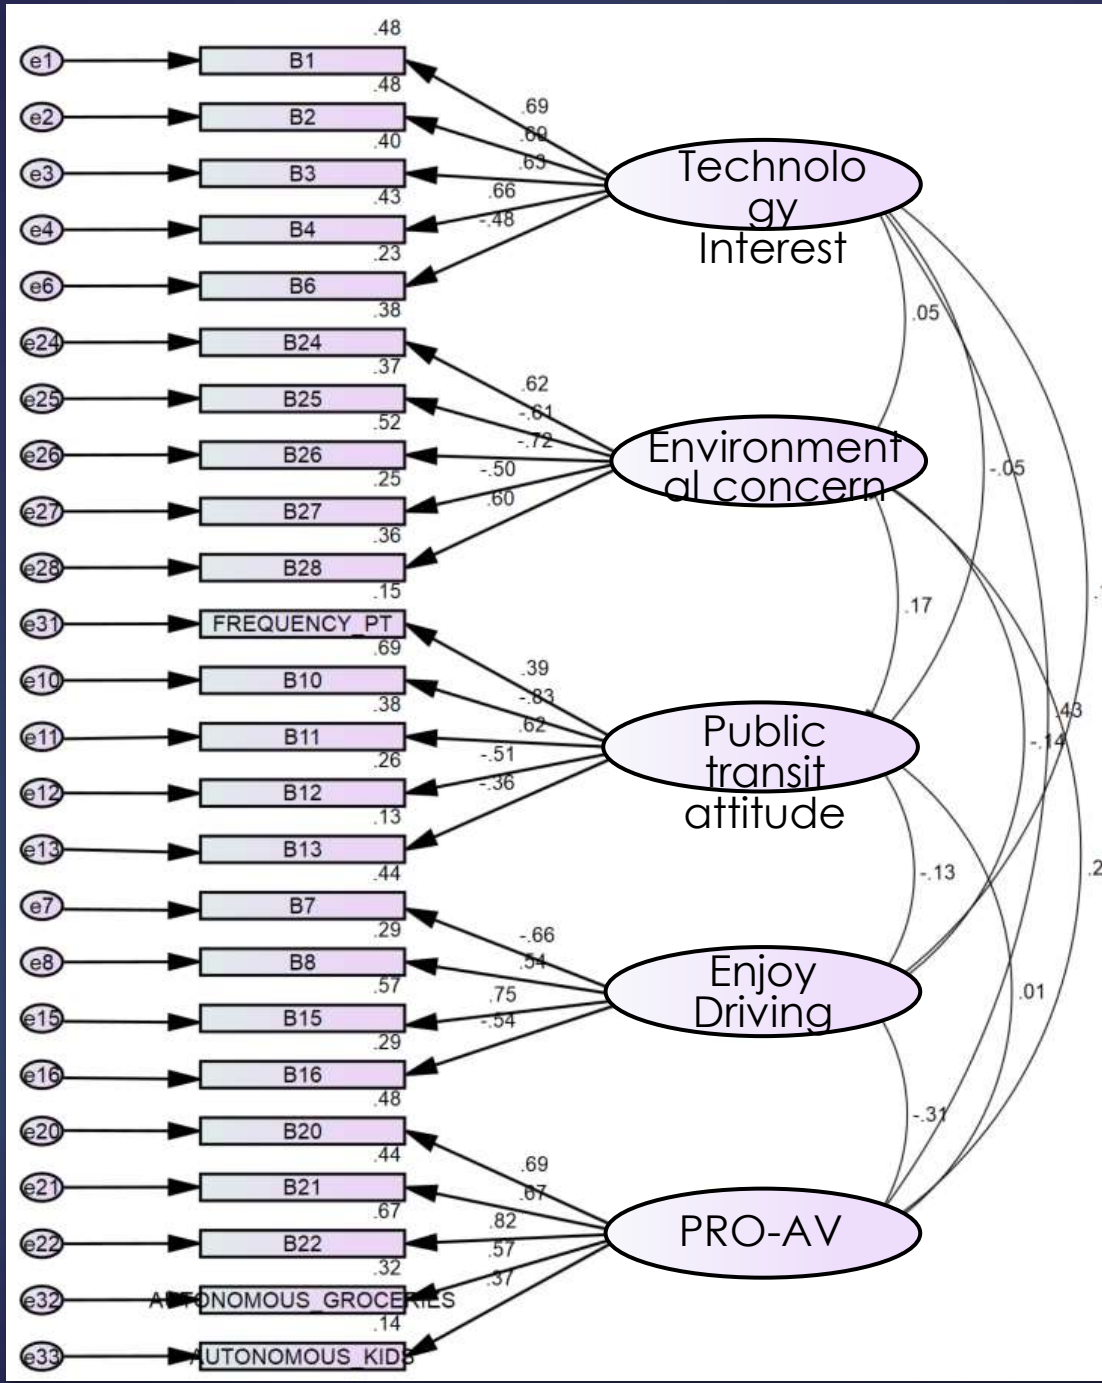 .48
e1
B1
.69
.48
e2
B2
.69
.40
e3
B3
.63
.43
e4
B4
.66
.23
e6
B6
-.48
Technolo
gy
Interest
.38
e24
B24
.62
.37
e25
B25
-.61
.52
e26
B26
-.72
.25
e27
B27
-.50
.36
e28
B28
.60
Environment
al concern
.15
e31
FREQUENCY_PT
.39
.69
e10
B10
-.83
.38
e11
B11
.62
.26
e12
B12
-.51
.13
e13
B13
-.36
Public
transit
attitude
.44
e7
B7
-.66
.29
e8
B8
.54
.57
e15
B15
.75
.29
e16
B16
-.54
Enjoy
Driving
.48
e20
B20
.69
.44
e21
B21
.67
.67
e22
B22
.82
.32
e32
AUTONOMOUS_GROCERIES
.57
.14
e33
AUTONOMOUS_KIDS
.37
PRO-AV
.05
-.05
.17
.43
-.14
-.13
.01
-.31